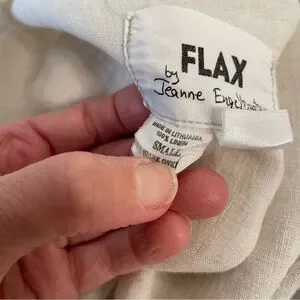 FLAX
by
Jeanne Engelhart
MADE IN LITHUANIA
100% LINEN
SMALL